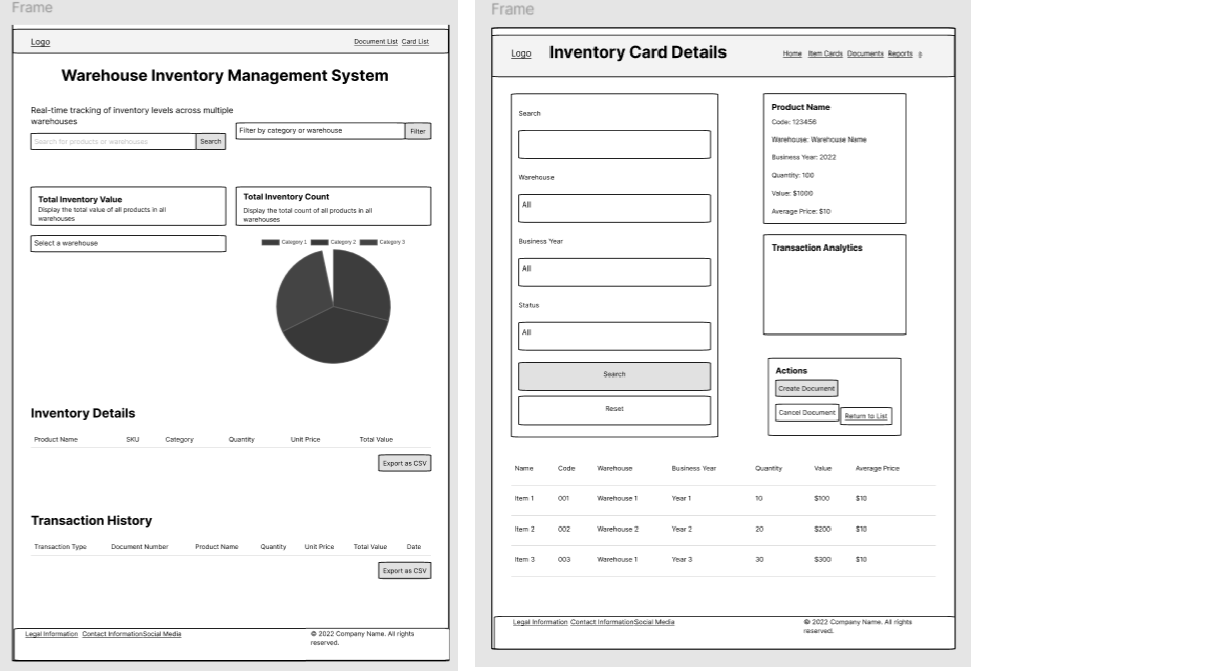 Frame
Logo
Document List Card List
Warehouse Inventory Management System
Real-time tracking of inventory levels across multiple
warehouses
Search for products or warehouses
Search
Filter by category or warehouse
Filter
Total Inventory Value
Display the total value of all products in all
warehouses
Total Inventory Count
Display the total count of all products in all
warehouses
Select a warehouse
Category 1 Category 2 Category 3
Inventory Details
Product Name SKU Category Quantity Unit Price Total Value
Export as CSV
Transaction History
Transaction Type Document Number Product Name Quantity Unit Price Total Value Date
Export as CSV
Legal Information Contact InformationSocial Media
© 2022 Company Name. All rights
reserved.
Frame
Logo
Inventory Card Details
Home Item Cards Documents Reports
Search
Warehouse
All
Business Year
All
Status
All
Search
Reset
Product Name
Code: 123456
Warehouse: Warehouse Name
Business Year: 2022
Quantity: 100
Value: $1000
Average Price: $10
Transaction Analytics
Actions
Create Document
Cancel Document
Return to List
Name Code Warehouse Business Year Quantity Value Average Price
Item 1 001 Warehouse 1 Year 1 10 $100 $10
Item 2 002 Warehouse 2 Year 2 20 $200 $10
Item 3 003 Warehouse 1 Year 3 30 $300 $10
Legal Information Contact InformationSocial Media
© 2022 Company Name. All rights
reserved.